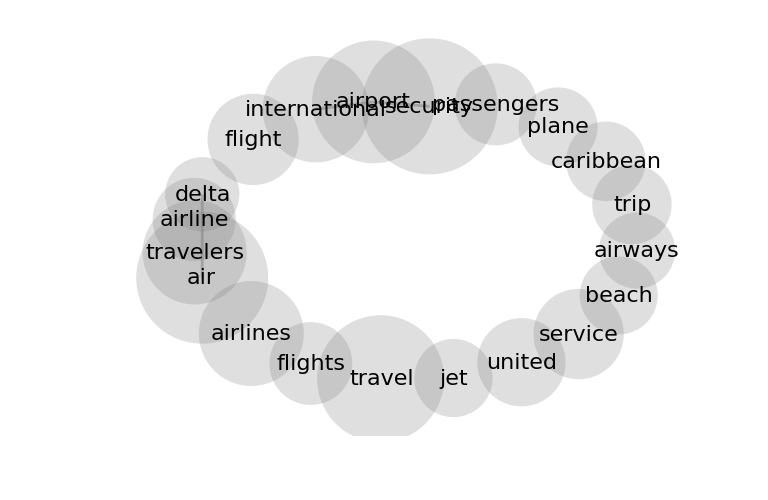 airport
international
security
passengers
plane
flight
caribbean
delta
trip
airline
travelers
airways
air
beach
airlines
service
flights
united
travel
jet